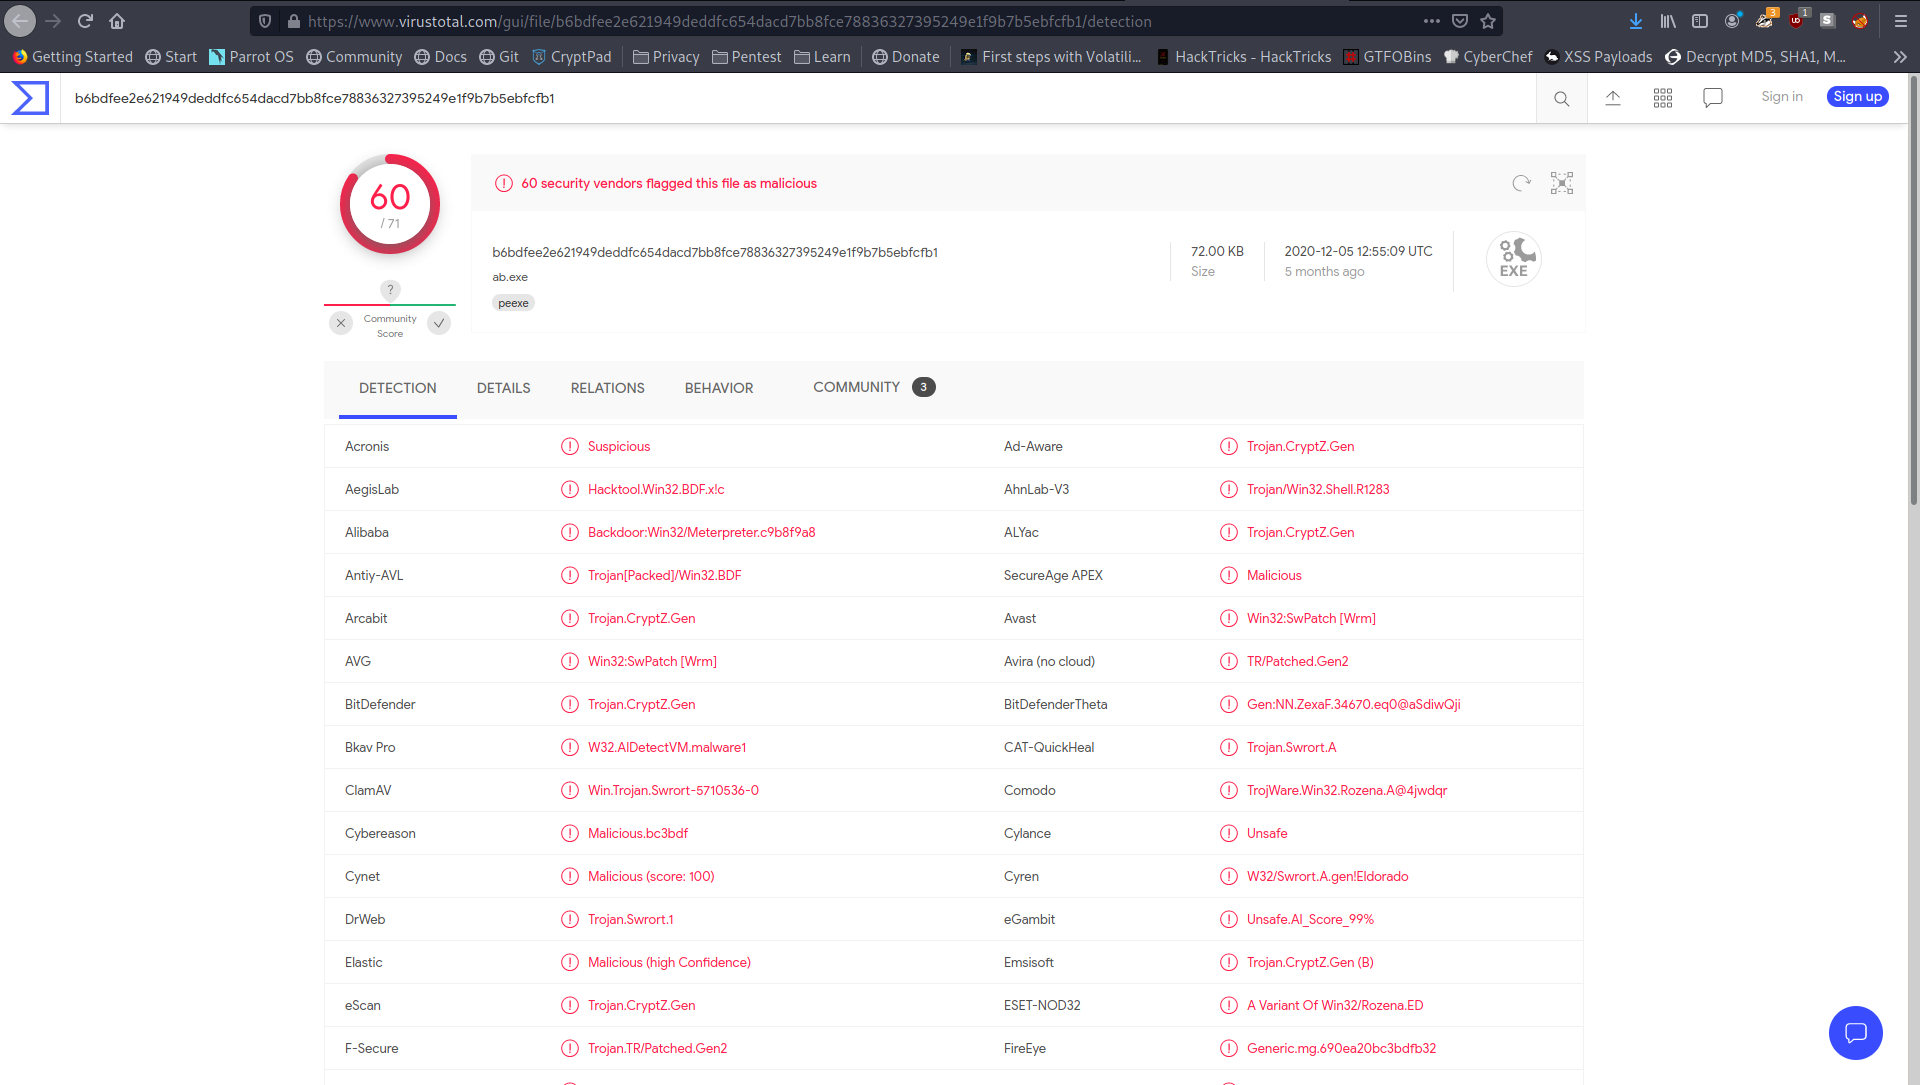 https://www.virustotal.com/gui/file/b6bdfee2e621949deddfc654dacd7bb8fce78836327395249e1f9b7b5ebfcfb1/detection
3
1
Getting Started Start Parrot OS Community Docs Git CryptPad Privacy Pentest Learn Donate First steps with Volatili... HackTricks - HackTricks GTFOBins CyberChef XSS Payloads Decrypt MD5, SHA1, M...
b6bdfee2e621949deddfc654dacd7bb8fce78836327395249e1f9b7b5ebfcfb1
Sign in Sign up
60
/ 71
? 
Community
Score
60 security vendors flagged this file as malicious
b6bdfee2e621949deddfc654dacd7bb8fce78836327395249e1f9b7b5ebfcfb1
ab.exe
peexe
72.00 KB
Size
2020-12-05 12:55:09 UTC
5 months ago
EXE
DETECTION DETAILS RELATIONS BEHAVIOR COMMUNITY 3
Acronis Suspicious Ad-Aware Trojan.CryptZ.Gen
AegisLab Hacktool.Win32.BDF.x!c AhnLab-V3 Trojan/Win32.Shell.R1283
Alibaba Backdoor:Win32/Meterpreter.c9b8f9a8 ALYac Trojan.CryptZ.Gen
Antiy-AVL Trojan[Packed]/Win32.BDF SecureAge APEX Malicious
Arcabit Trojan.CryptZ.Gen Avast Win32:SwPatch [Wrm]
AVG Win32:SwPatch [Wrm] Avira (no cloud) TR/Patched.Gen2
BitDefender Trojan.CryptZ.Gen BitDefenderTheta Gen:NN.ZexaF.34670.eq0@aSdiwQji
Bkav Pro W32.AIDetectVM.malware1 CAT-QuickHeal Trojan.Swrort.A
ClamAV Win.Trojan.Swrort-5710536-0 Comodo TrojWare.Win32.Rozena.A@4jwdqr
Cybereason Malicious.bc3bdf Cylance Unsafe
Cynet Malicious (score: 100) Cyren W32/Swrort.A.gen!Eldorado
DrWeb Trojan.Swrort.1 eGambit Unsafe.AI_Score_99%
Elastic Malicious (high Confidence) Emsisoft Trojan.CryptZ.Gen (B)
eScan Trojan.CryptZ.Gen ESET-NOD32 A Variant Of Win32/Rozena.ED
F-Secure Trojan.TR/Patched.Gen2 FireEye Generic.mg.690ea20bc3bdfb32